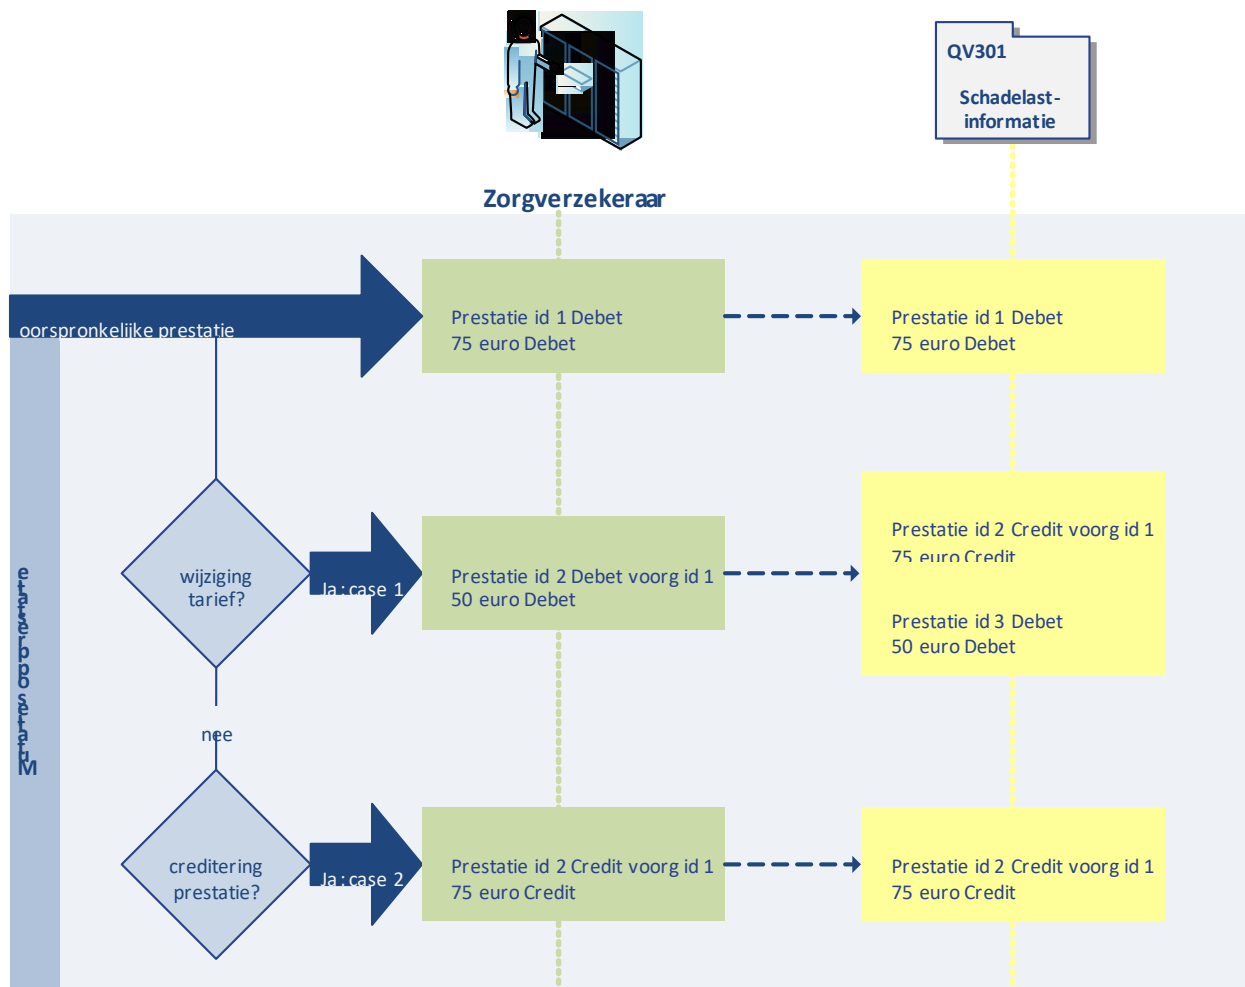 QV301
Schadelast-
informatie
Zorgverzekeraar
oorspronkelijke prestatie
Prestatie id 1 Debet
75 euro Debet
Prestatie id 1 Debet
75 euro Debet
Mutatiesoprestatie
wijziging
tarief?
Ja: case 1
Prestatie id 2 Debet voorg id 1
50 euro Debet
Prestatie id 2 Credit voorg id 1
75 euro Credit
Prestatie id 3 Debet
50 euro Debet
nee
creditering
prestatie?
Ja: case 2
Prestatie id 2 Credit voorg id 1
75 euro Credit
Prestatie id 2 Credit voorg id 1
75 euro Credit